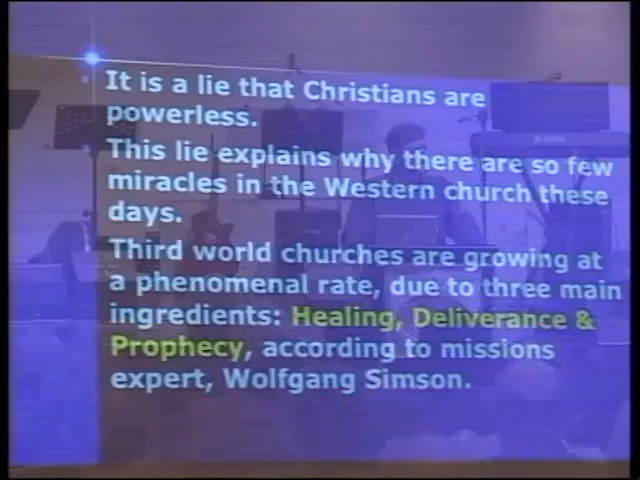 It is a lie that Christians are
powerless.
This lie explains why there are so few
miracles in the Western church these
days.
Third world churches are growing at
a phenomenal rate, due to three main
ingredients: Healing, Deliverance &
Prophecy, according to missions
expert, Wolfgang Simson.